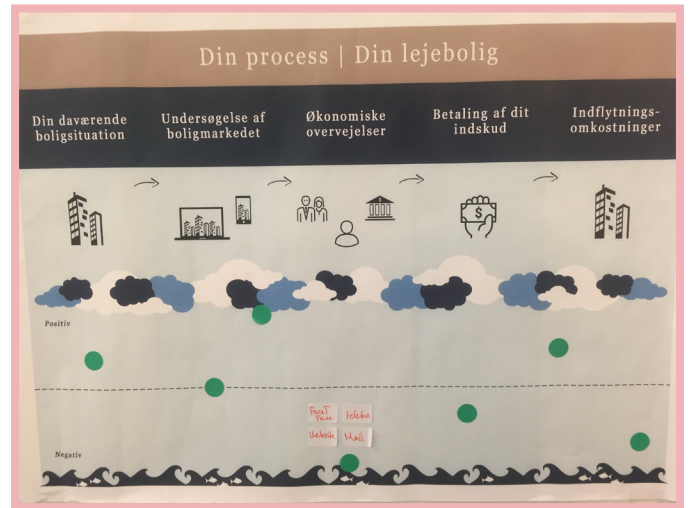 Din process | Din lejebolig
Din daværende
boligsituation
Undersøgelse af
boligmarkedet
Økonomiske
overvejelser
Betaling af dit
indskud
Indflytnings-
omkostninger
$
Positiv
telefon
Website
Mail
Negativ